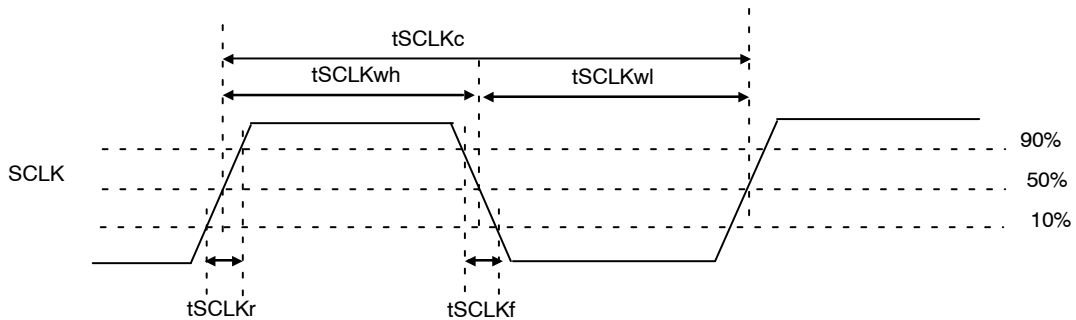 tSCLKc
tSCLKwh
tSCLKwl
90%
SCLK
50%
10%
tSCLKr
tSCLKf